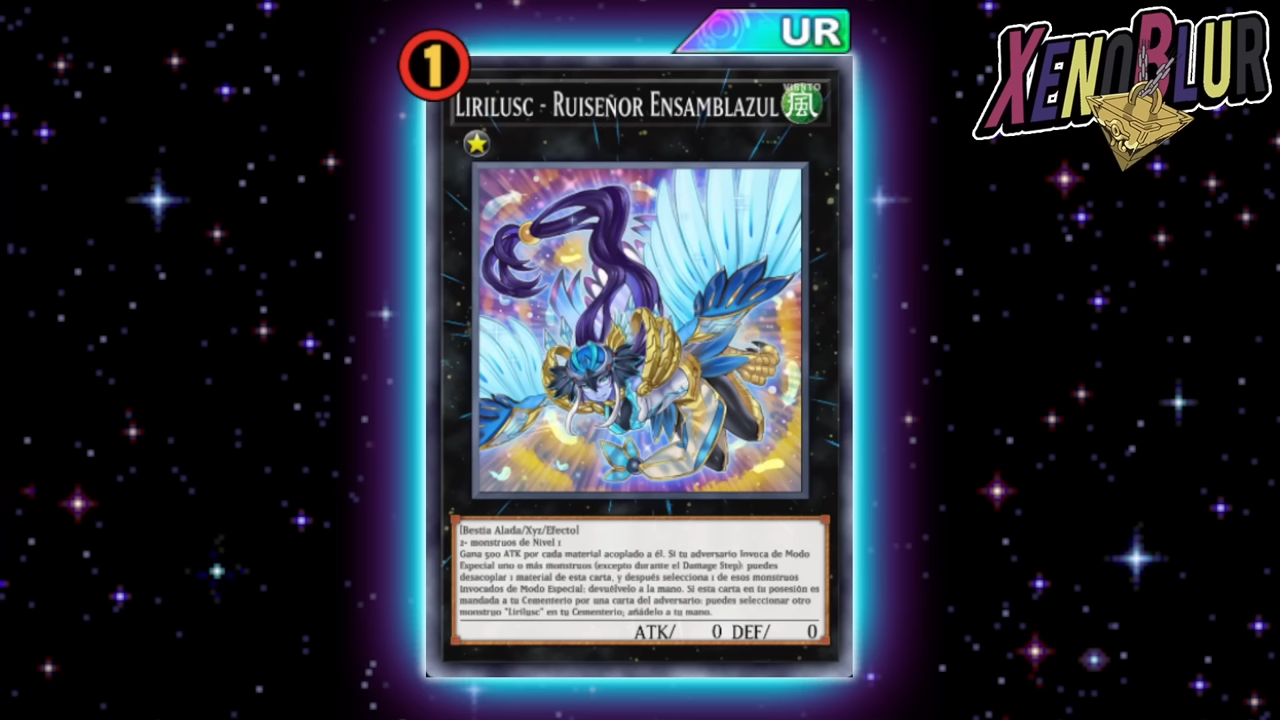 UR
XENOBLUR
1
LIRILUSC - RUISEÑOR ENSAMBLAZUL
VIENTO
風
[Bestia Alada/Xyz/Efecto]
2+ monstruos de Nivel 1
Gana 500 ATK por cada material acoplado a él. Si tu adversario Invoca de Modo
Especial uno o más monstruos (excepto durante el Damage Step): puedes
desacoplar 1 material de esta carta, y después selecciona 1 de esos monstruos
Invocados de Modo Especial; devuélvelo a la mano. Si esta carta en tu posesión es
mandada a tu Cementerio por una carta del adversario: puedes seleccionar otro
monstruo "Lirilusc" en tu Cementerio; añádelo a tu mano.
ATK/ 0 DEF/ 0